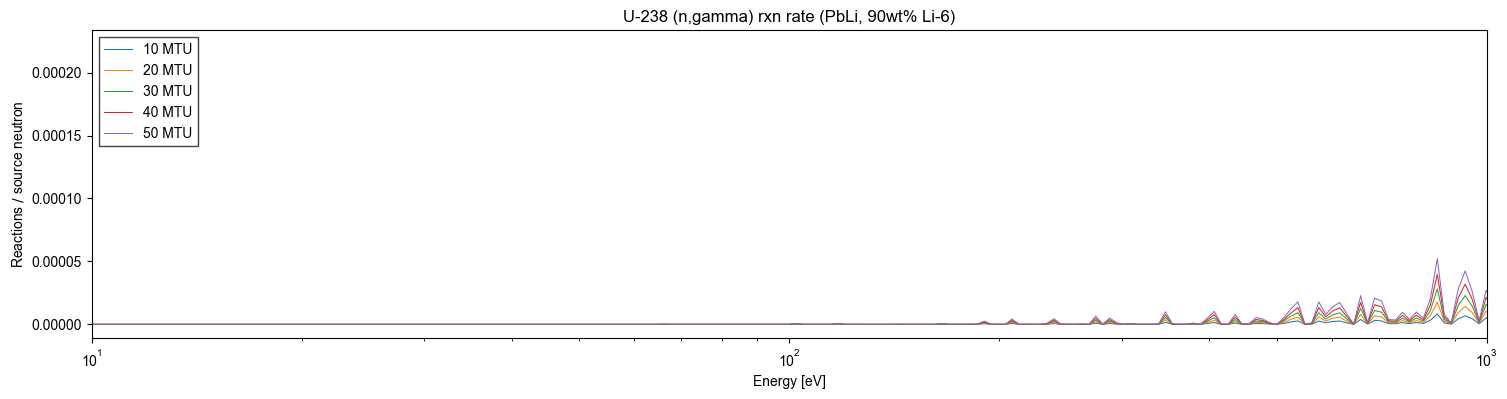 U-238 (n,gamma) rxn rate (PbLi, 90wt% Li-6)
10 MTU
20 MTU
30 MTU
40 MTU
50 MTU
0.00020
0.00015
0.00010
0.00005
0.00000
Reactions / source neutron
10¹
10²
10³
Energy [eV]